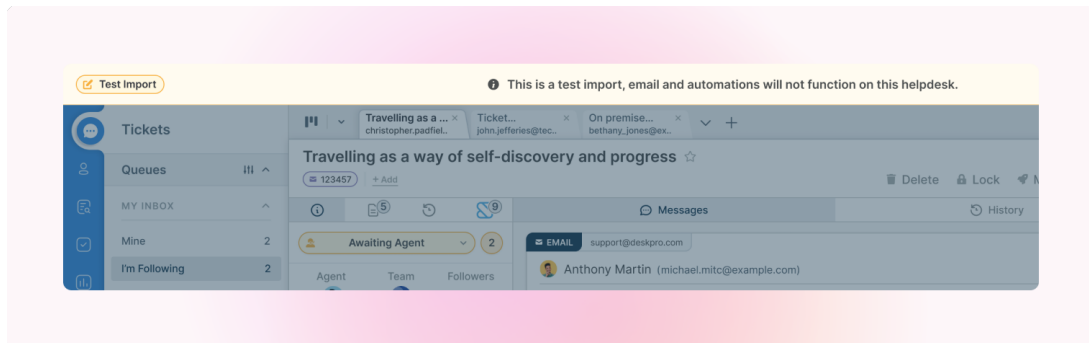 Test Import
This is a test import, email and automations will not function on this helpdesk.
Tickets
Queues
MY INBOX
Mine 2
I'm Following 2
Travelling as a ... ×
christopher.padfiel..
Ticket... ×
john.jefferies@tec..
On premise... ×
bethany_jones@ex..
Travelling as a way of self-discovery and progress
123457
+ Add
Delete
Lock
M
5
9
Messages
History
Awaiting Agent
2
Agent Team Followers
EMAIL
support@deskpro.com
Anthony Martin (michael.mitc@example.com)